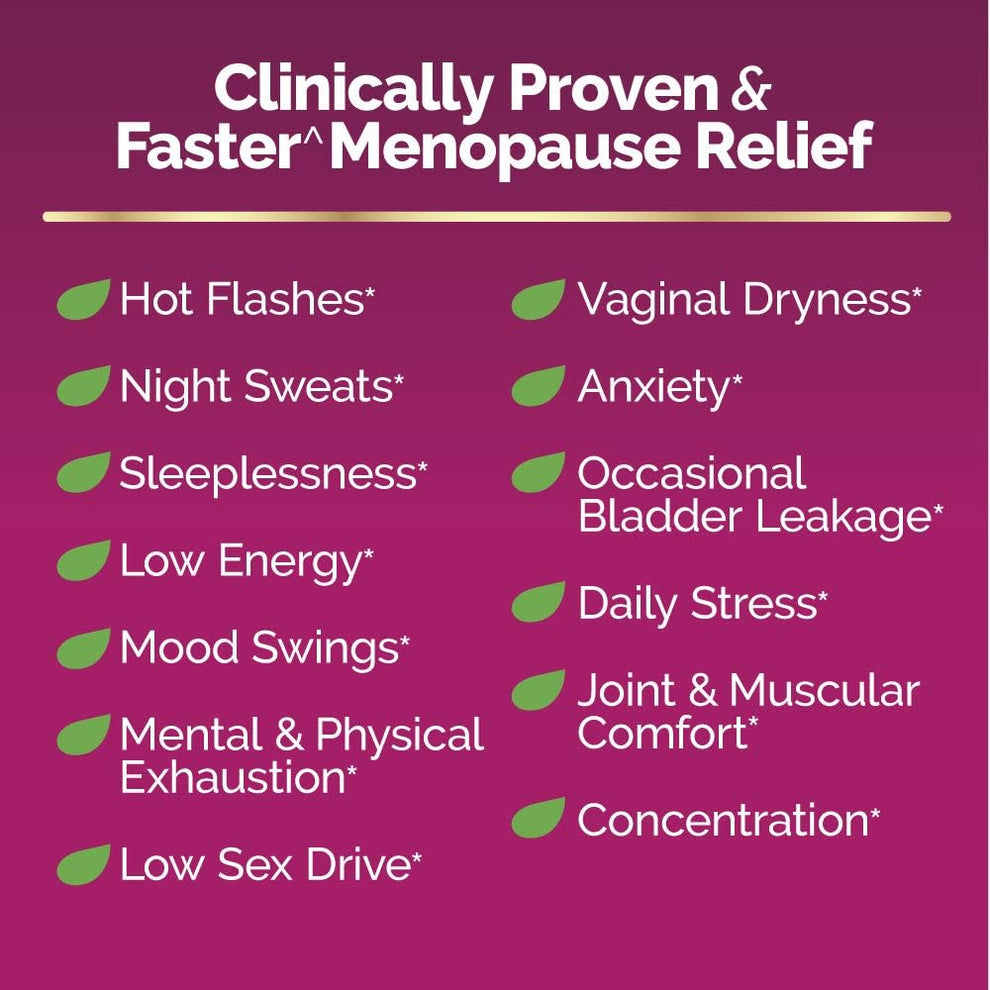 Clinically Proven &
Faster^ Menopause Relief
Hot Flashes*
Night Sweats*
Sleeplessness*
Low Energy*
Mood Swings*
Mental & Physical
Exhaustion*
Low Sex Drive*
Vaginal Dryness*
Anxiety*
Occasional
Bladder Leakage*
Daily Stress*
Joint & Muscular
Comfort*
Concentration*